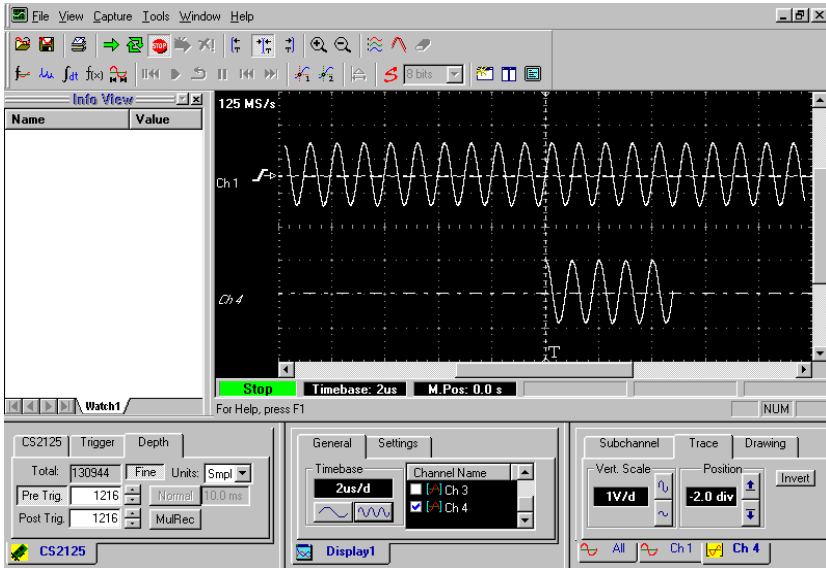 File View Capture Tools Window Help
STOP
∫dt f(x) 1 2 8 bits
Info View
Name Value
Watch1
125 MS/s
Ch 1
Ch 4
T
Stop Timebase: 2us M.Pos: 0.0 s
For Help, press F1 NUM
CS2125 Trigger Depth
Total: 130944 Fine Units: Smpl
Pre Trig. 1216 Normal 10.0 ms
Post Trig. 1216 MulRec
CS2125
General Settings
Timebase
2us/d
Channel Name
Ch 3
Ch 4
Display1
Subchannel Trace Drawing
Vert. Scale Position Invert
1V/d -2.0 div
All Ch 1 Ch 4